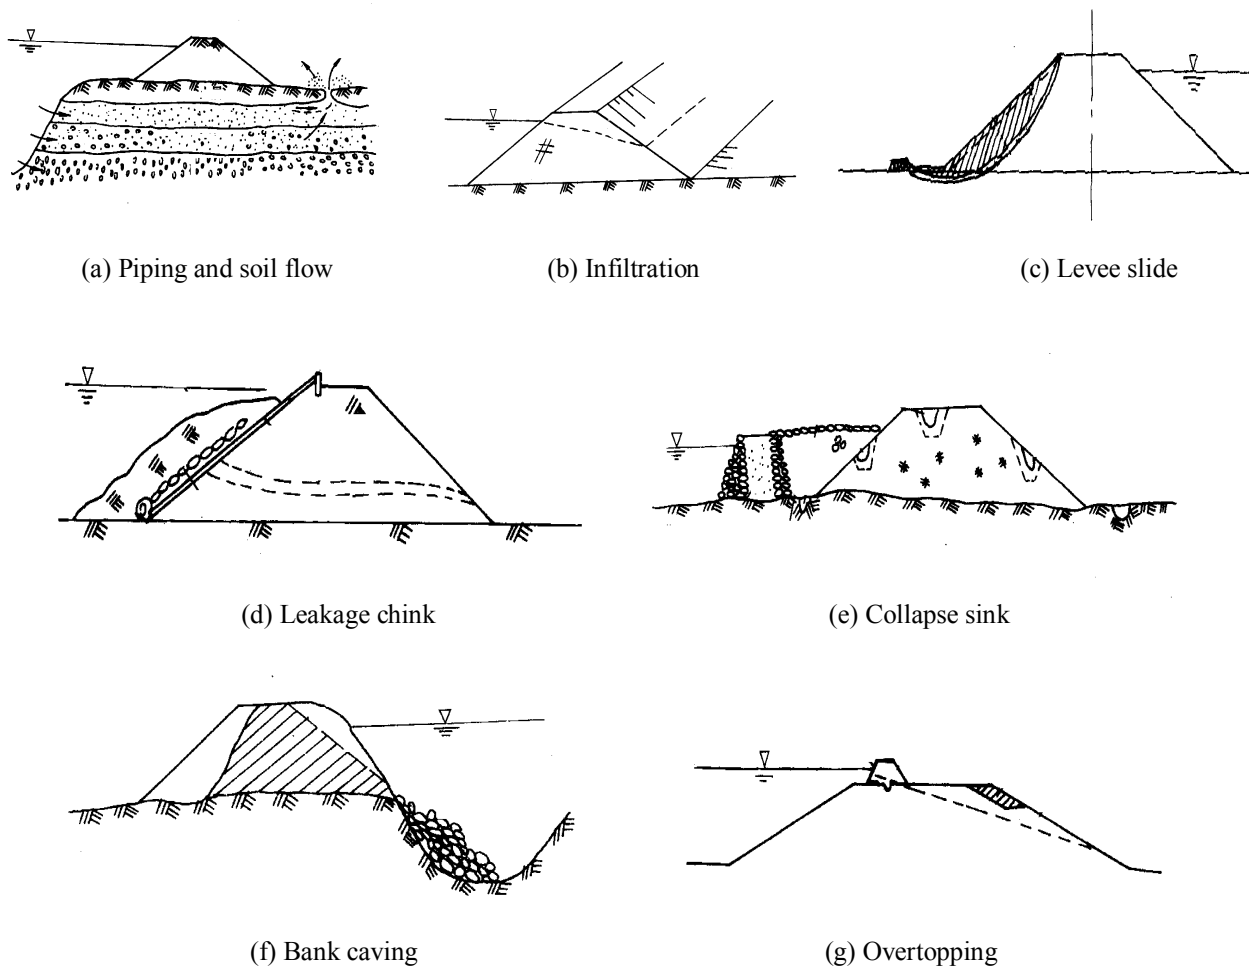 (a) Piping and soil flow
(b) Infiltration
(c) Levee slide
(d) Leakage chink
(e) Collapse sink
(f) Bank caving
(g) Overtopping